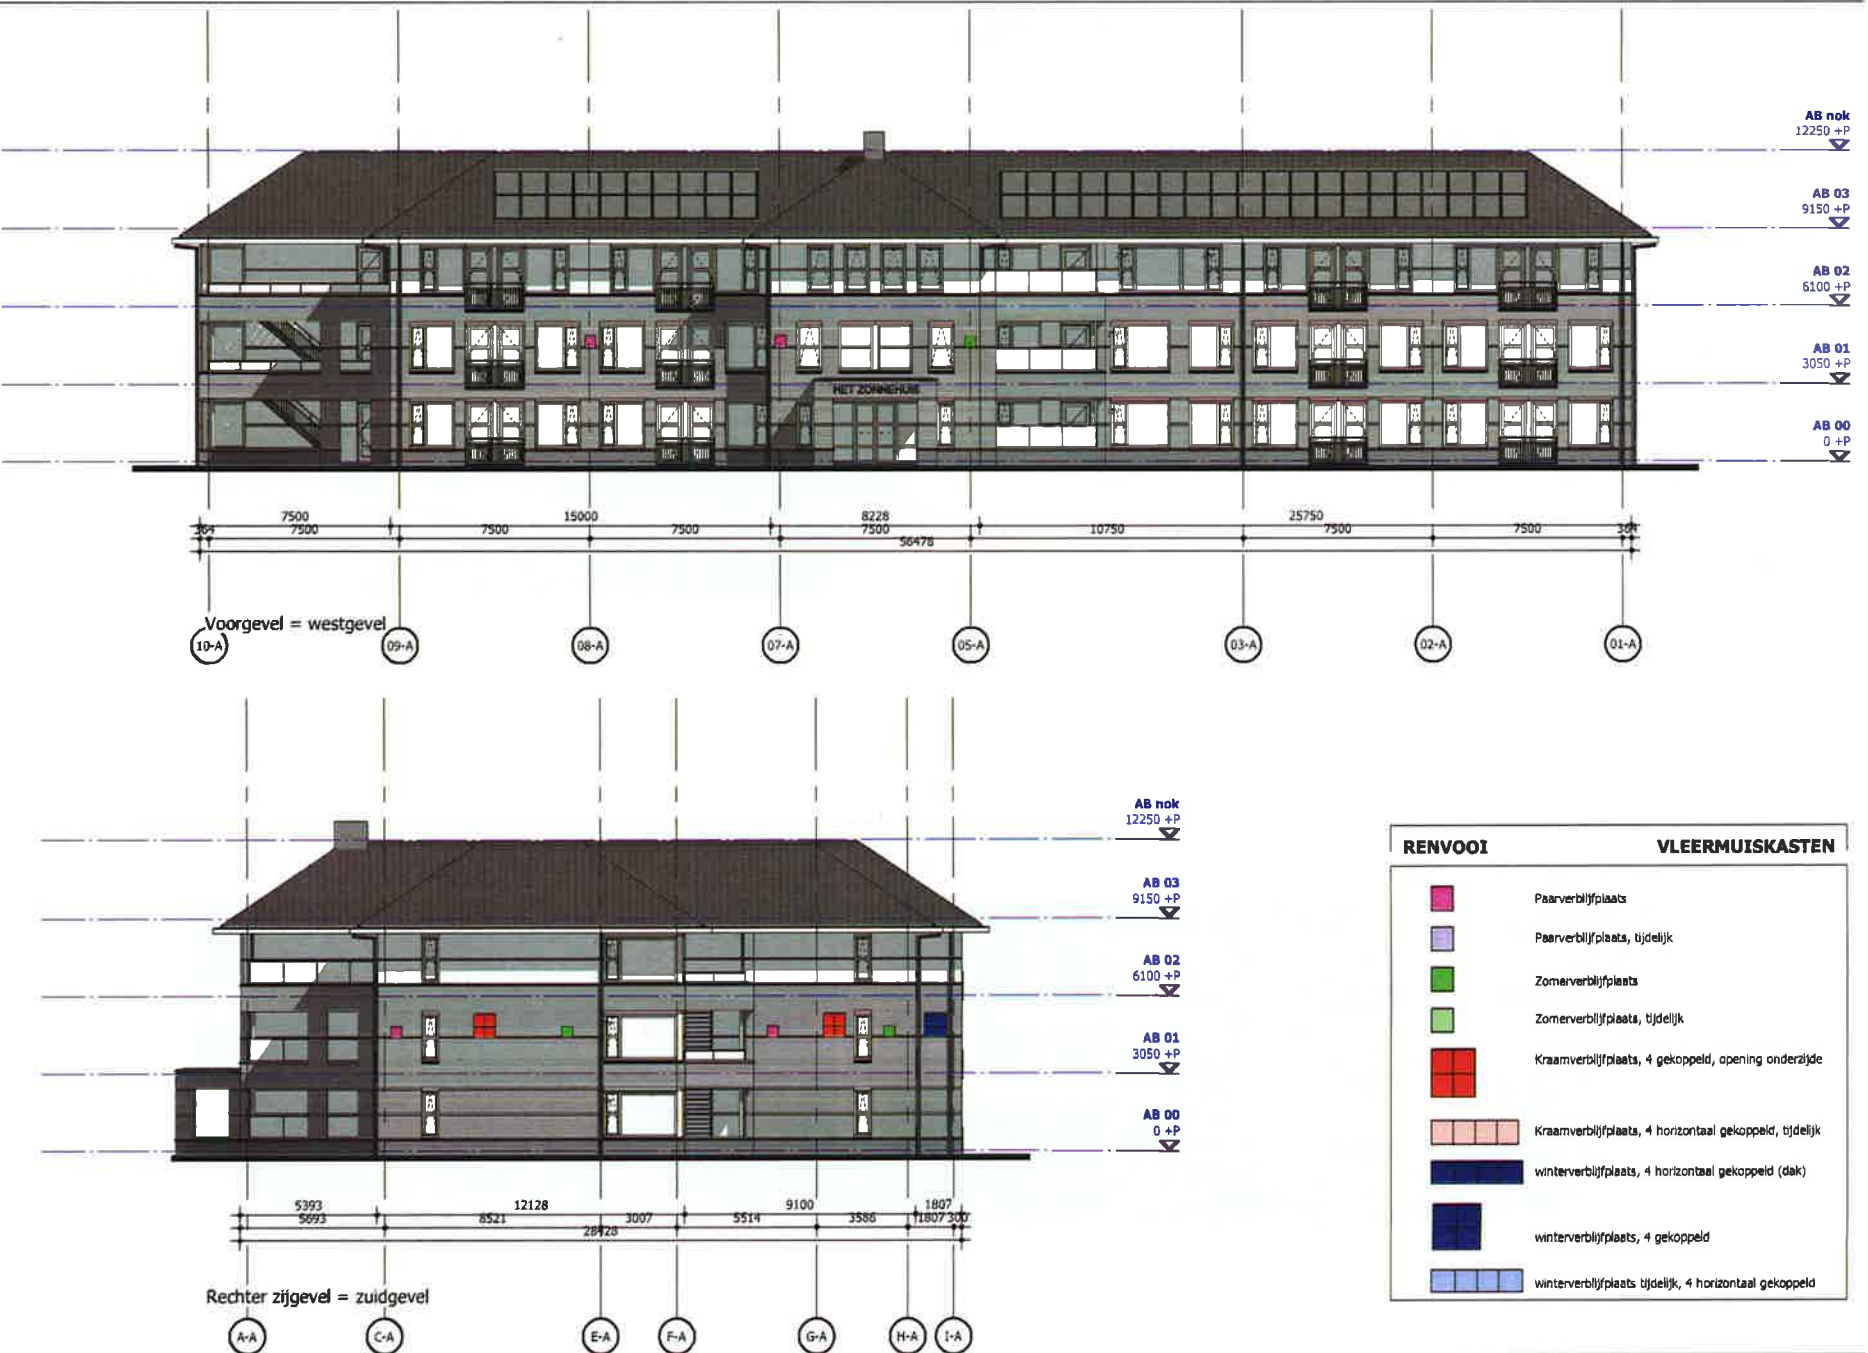 AB nok
12250 +P
AB 03
9150 +P
AB 02
6100 +P
AB 01
3050 +P
AB 00
0 +P
HET ZONNEHUIS
7500 15000 8228 25750
364 7500 7500 7500 7500 10750 7500 7500 364
56478
Voorgevel = westgevel
10-A 09-A 08-A 07-A 05-A 03-A 02-A 01-A
AB nok
12250 +P
AB 03
9150 +P
AB 02
6100 +P
AB 01
3050 +P
AB 00
0 +P
5393 12128 9100 1807
5693 8521 3007 5514 3586 1807 300
28428
Rechter zijgevel = zuidgevel
A-A C-A E-A F-A G-A H-A I-A
RENVOOI VLEERMUISKASTEN
Paarverblijfplaats
Paarverblijfplaats, tijdelijk
Zomerverblijfplaats
Zomerverblijfplaats, tijdelijk
Kraamverblijfplaats, 4 gekoppeld, opening onderzijde
Kraamverblijfplaats, 4 horizontaal gekoppeld, tijdelijk
winterverblijfplaats, 4 horizontaal gekoppeld (dak)
winterverblijfplaats, 4 gekoppeld
winterverblijfplaats tijdelijk, 4 horizontaal gekoppeld